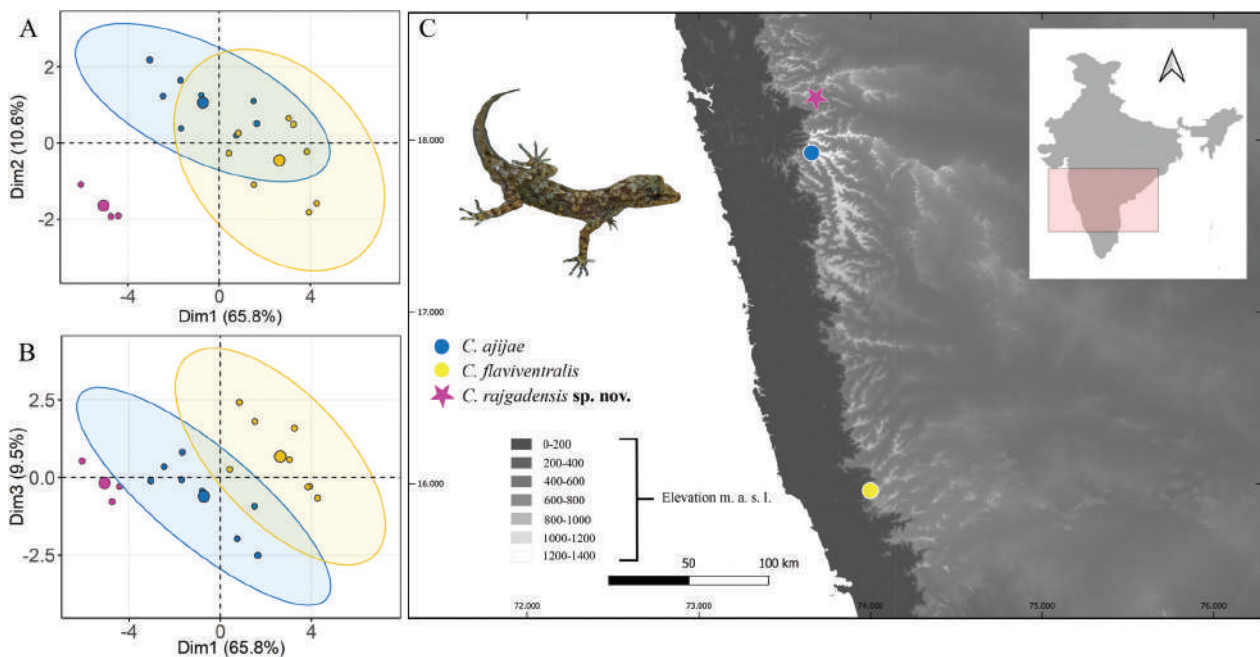 A
2
0
-2
Dim2 (10.6%)
-4
0
4
Dim1 (65.8%)
B
2.5
0.0
-2.5
Dim3 (9.5%)
-4
0
4
Dim1 (65.8%)
C
18.000
17.000
16.000
C. ajijae
C. flaviventralis
C. rajgadensis sp. nov.
0-200
200-400
400-600
600-800
800-1000
1000-1200
1200-1400
Elevation m. a. s. l.
50 100 km
72.000 73.000 74.000 75.000 76.000